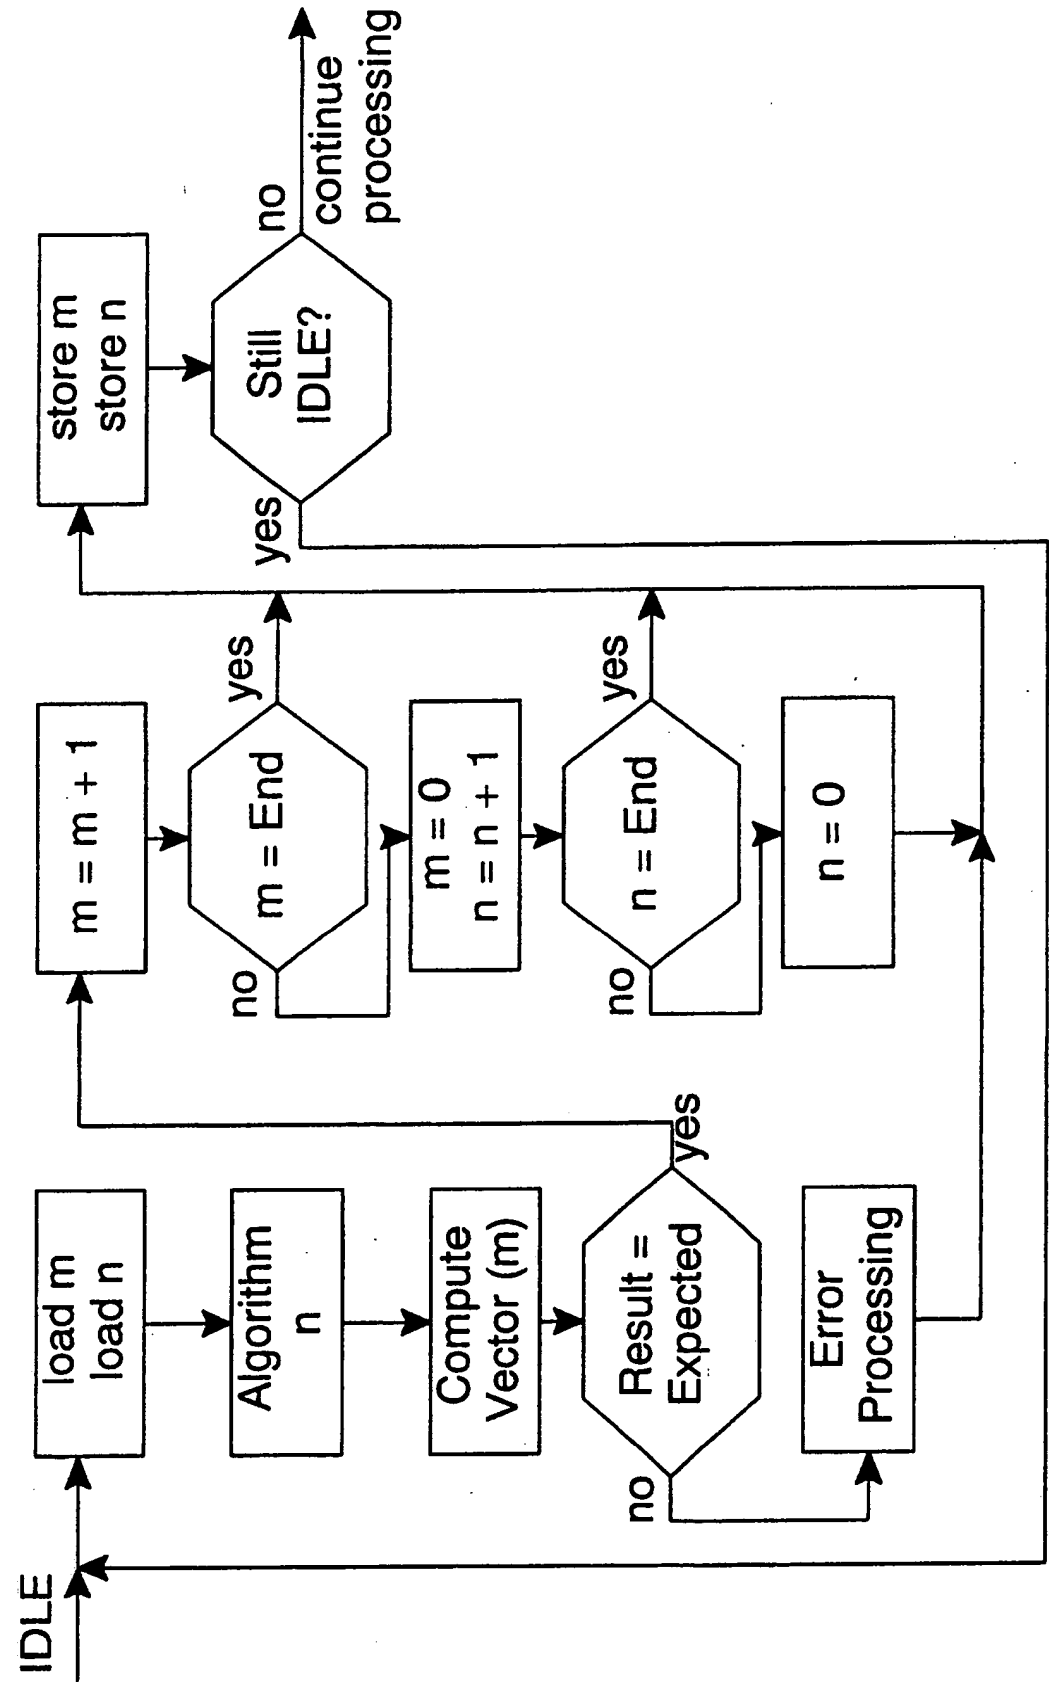 IDLE
load m
load n
Algorithm
n
Compute
Vector (m)
Result =
Expected
no
yes
Error
Processing
m = m + 1
m = End
no
yes
m = 0
n = n + 1
n = End
no
yes
n = 0
store m
store n
Still
IDLE?
yes
no
continue
processing